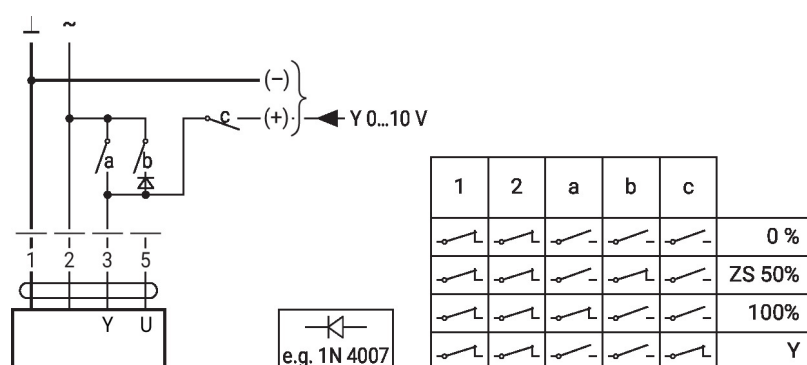 ⊥ ~
(–)
c (+) Y 0...10 V
a b
1 2 3 5
Y U
e.g. 1N 4007
1 2 a b c
0 %
ZS 50%
100%
Y